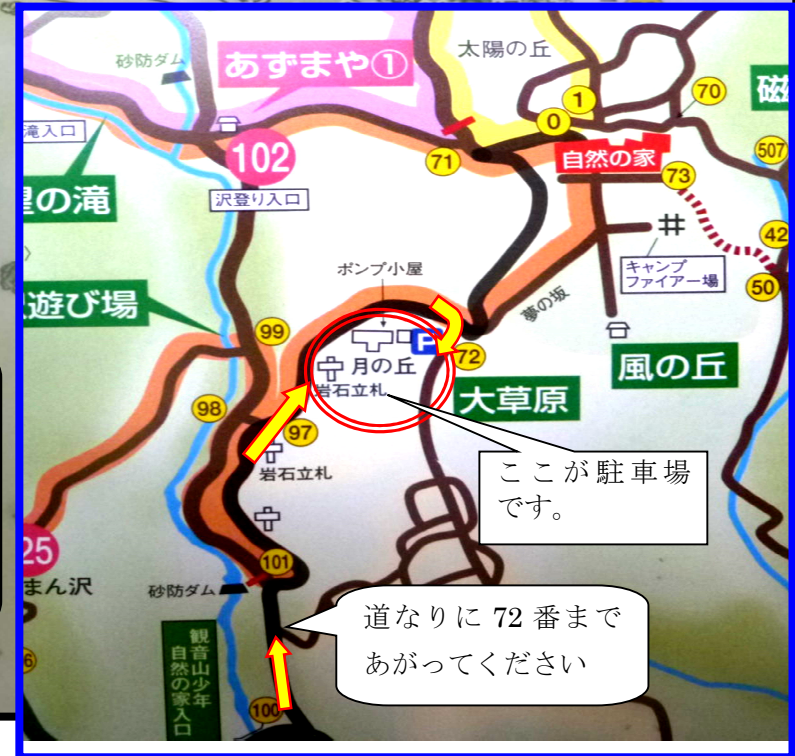 砂防ダム
あずまや①
太陽の丘
滝入口
102
沢登り入口
の滝
71
0
1
70
自然の家
73
507
42
50
キャンプ
ファイアー場
夢の坂
ポンプ小屋
遊び場
99
P
72
月の丘
岩石立札
大草原
風の丘
98
97
岩石立札
ここが駐車場
です。
25
まん沢
101
砂防ダム
道なりに 72 番まで
あがってください
観音山少年
自然の家入口
100